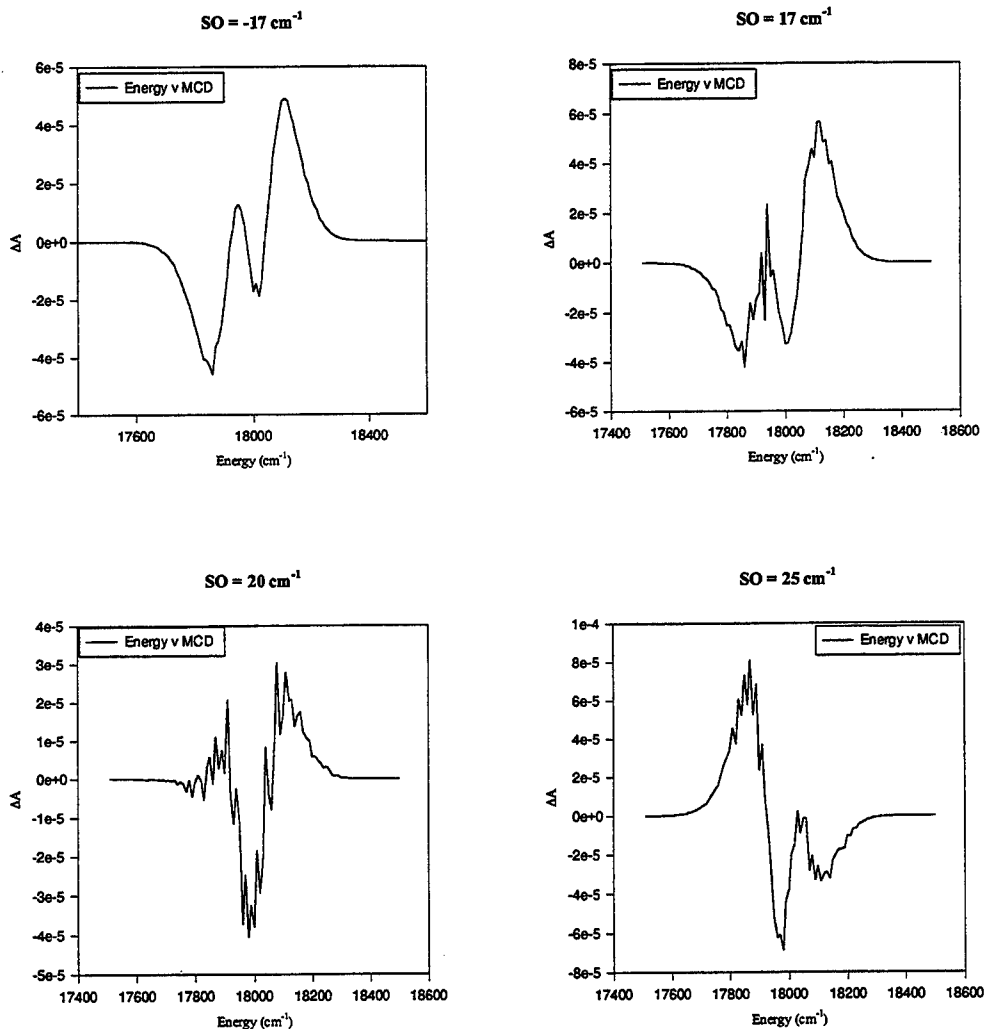 SO = -17 cm-1
6e-5
Energy v MCD
4e-5
2e-5
0e+0
-2e-5
-4e-5
-6e-5
ΔA
17600 18000 18400
Energy (cm-1)
SO = 17 cm-1
8e-5
Energy v MCD
6e-5
4e-5
2e-5
0e+0
-2e-5
-4e-5
-6e-5
ΔA
17400 17600 17800 18000 18200 18400 18600
Energy (cm-1)
SO = 20 cm-1
4e-5
Energy v MCD
3e-5
2e-5
1e-5
0e+0
-1e-5
-2e-5
-3e-5
-4e-5
-5e-5
ΔA
17400 17600 17800 18000 18200 18400 18600
Energy (cm-1)
SO = 25 cm-1
1e-4
Energy v MCD
8e-5
6e-5
4e-5
2e-5
0e+0
-2e-5
-4e-5
-6e-5
-8e-5
ΔA
17400 17600 17800 18000 18200 18400 18600
Energy (cm-1)